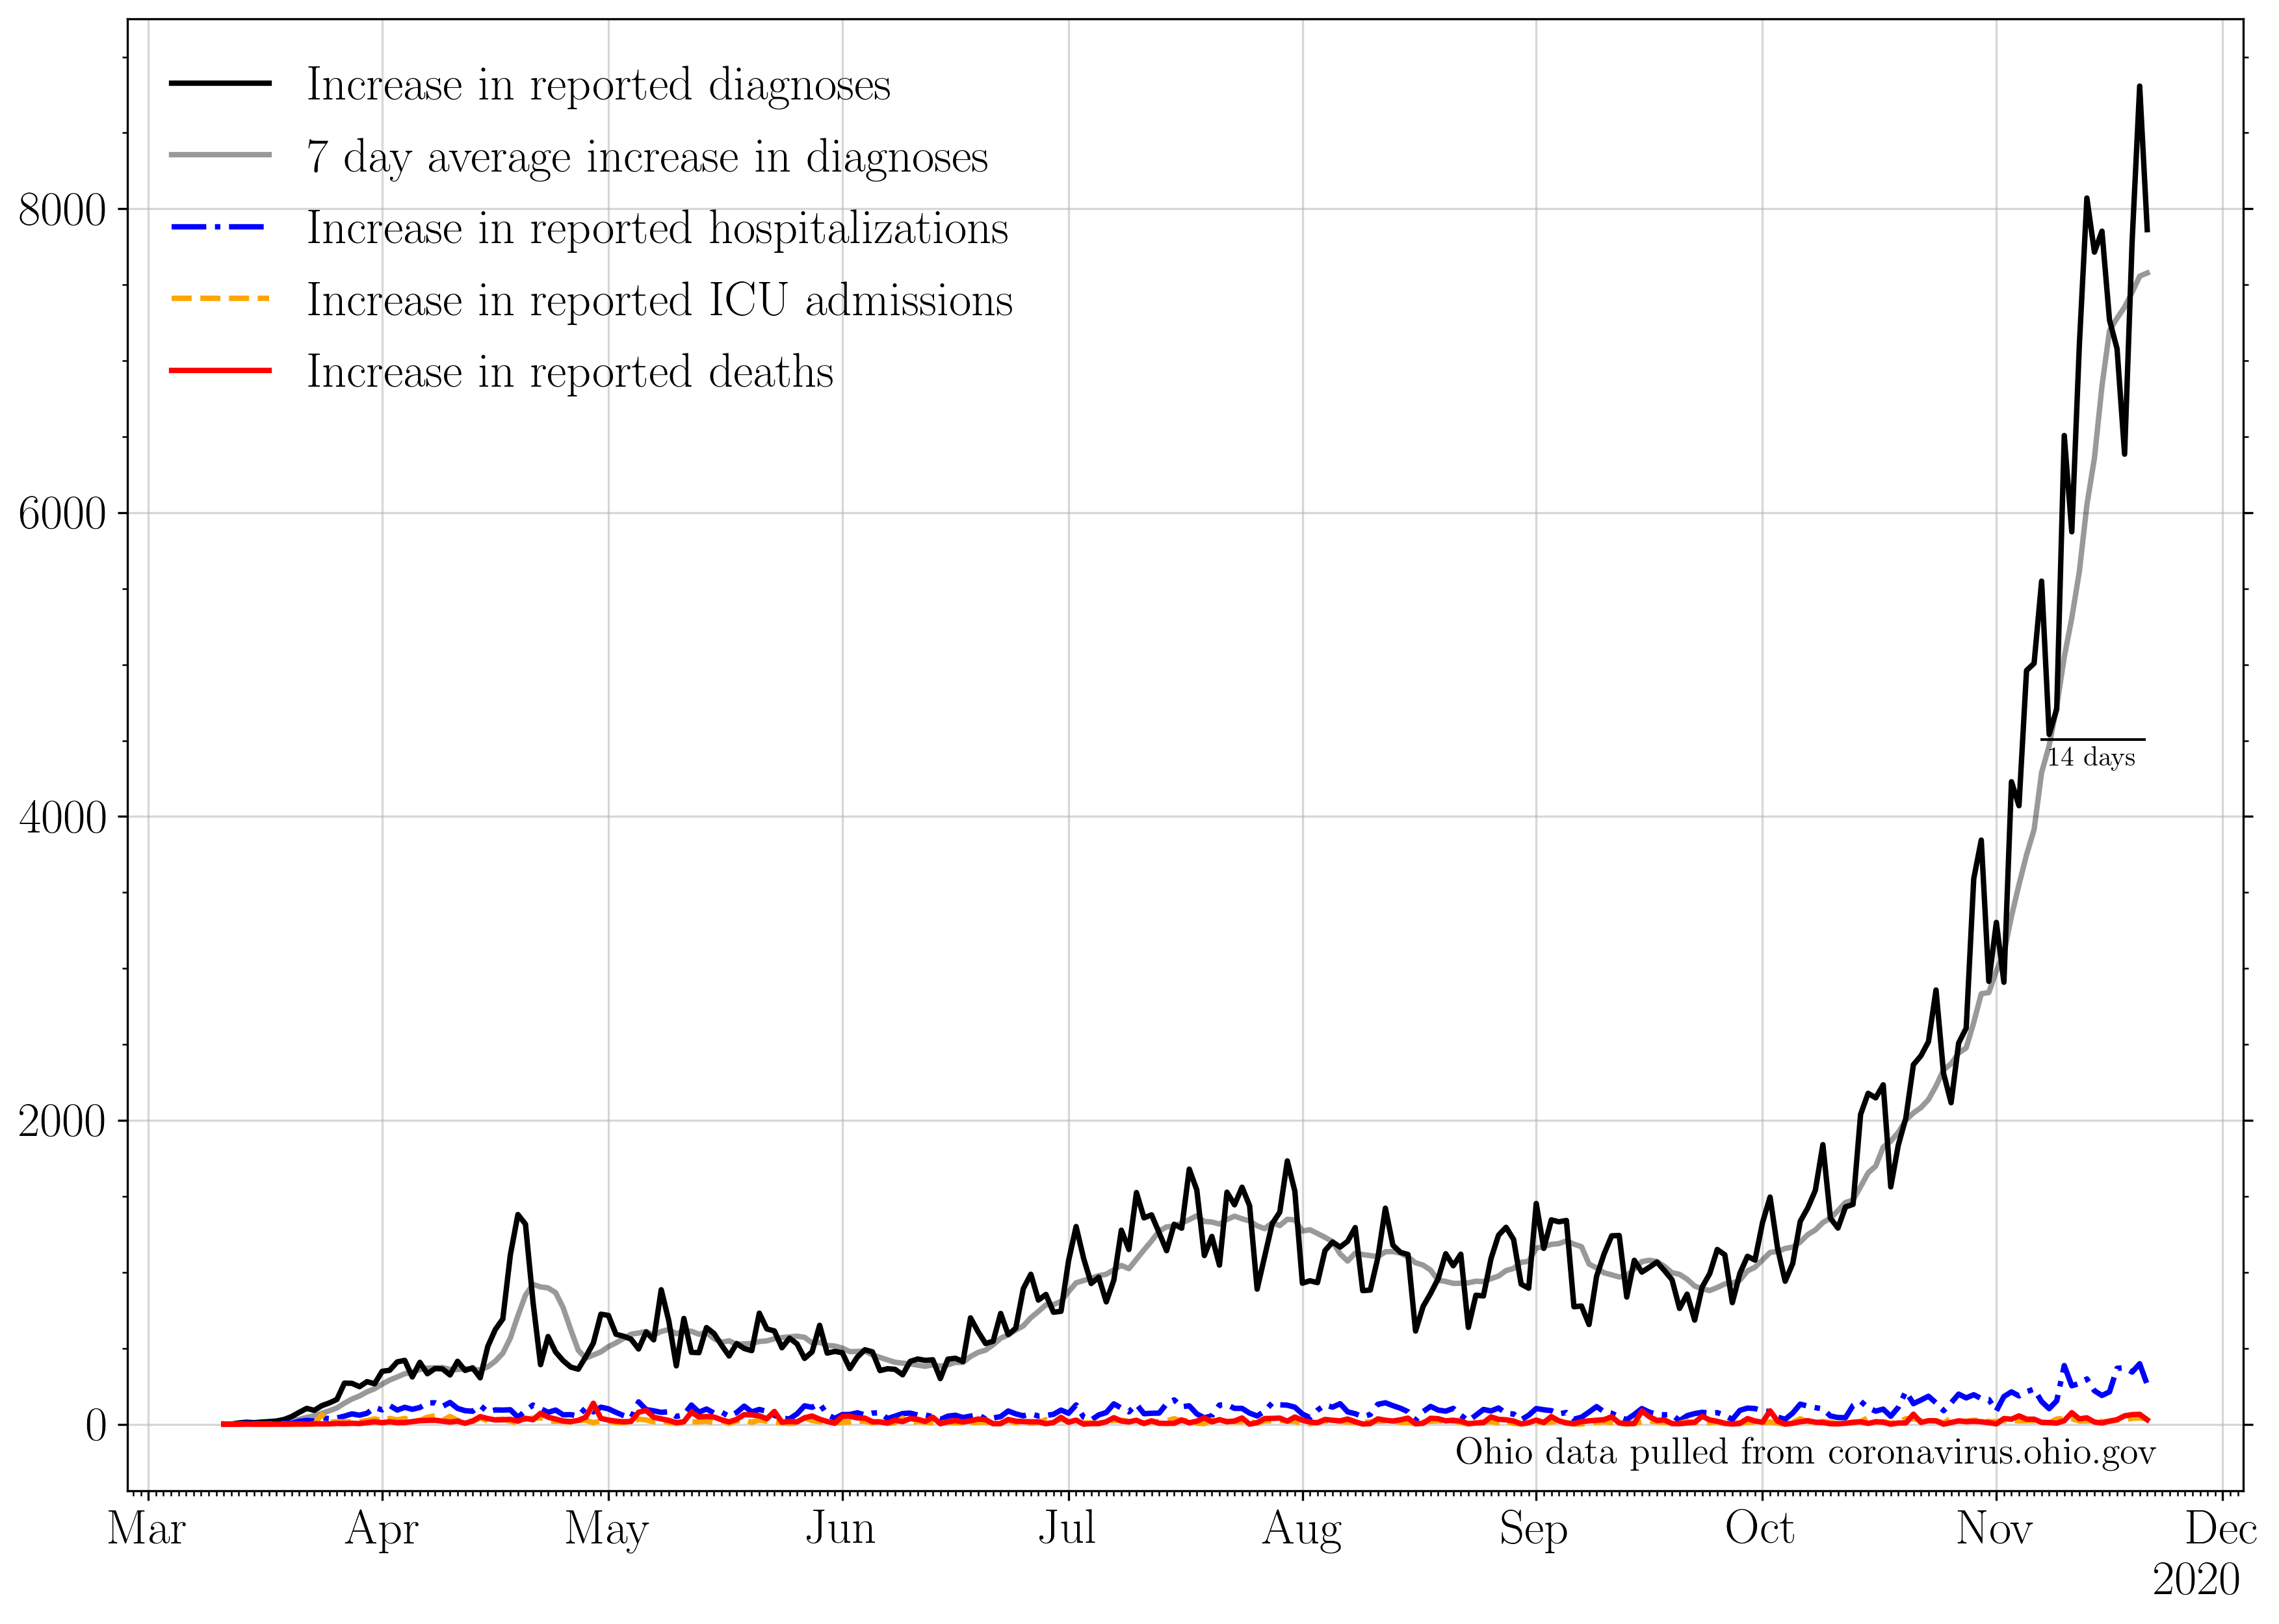 Increase in reported diagnoses
7 day average increase in diagnoses
Increase in reported hospitalizations
Increase in reported ICU admissions
Increase in reported deaths
8000
6000
4000
2000
0
14 days
Ohio data pulled from coronavirus.ohio.gov
Mar Apr May Jun Jul Aug Sep Oct Nov Dec
2020